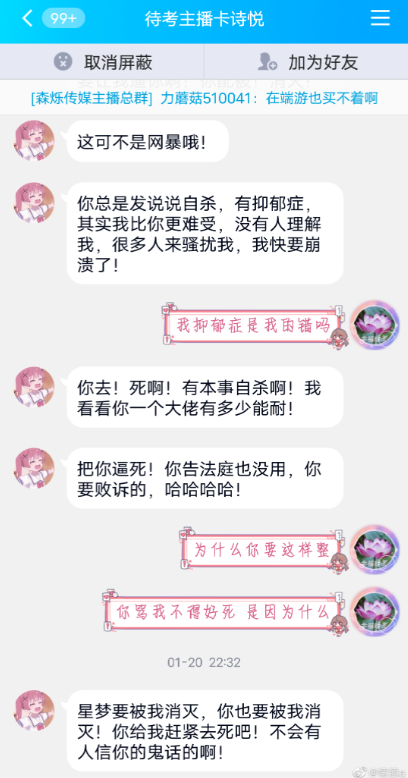 99+
待考主播卡诗悦
取消屏蔽
加为好友
[森烁传媒主播总群] 力蘑菇510041：在端游也买不着啊
这可不是网暴哦！
你总是发说说自杀，有抑郁症，
其实我比你更难受，没有人理解
我，很多人来骚扰我，我快要崩
溃了！
我抑郁症是我的错吗
你去！死啊！有本事自杀啊！我
看看你一个大佬有多少能耐！
把你逼死！你告法庭也没用，你
要败诉的，哈哈哈哈！
为什么你要这样整
你骂我不得好死 是因为什么
01-20 22:32
星梦要被我消灭，你也要被我消
灭！你给我赶紧去死吧！不会有
人信你的鬼话的啊！